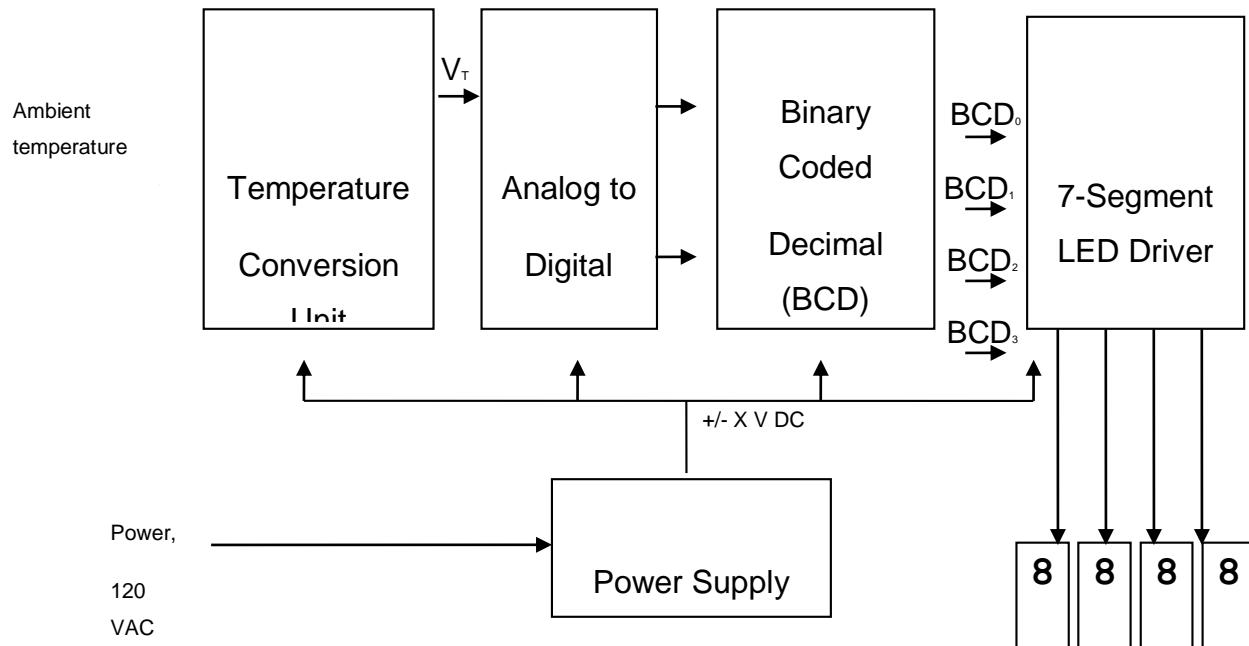 Ambient
temperature
Temperature
Conversion
Unit
V_T
Analog to
Digital
Binary
Coded
Decimal
(BCD)
BCD₀
BCD₁
BCD₂
BCD₃
7-Segment
LED Driver
+/- X V DC
Power,
120
VAC
Power Supply
8 8 8 8